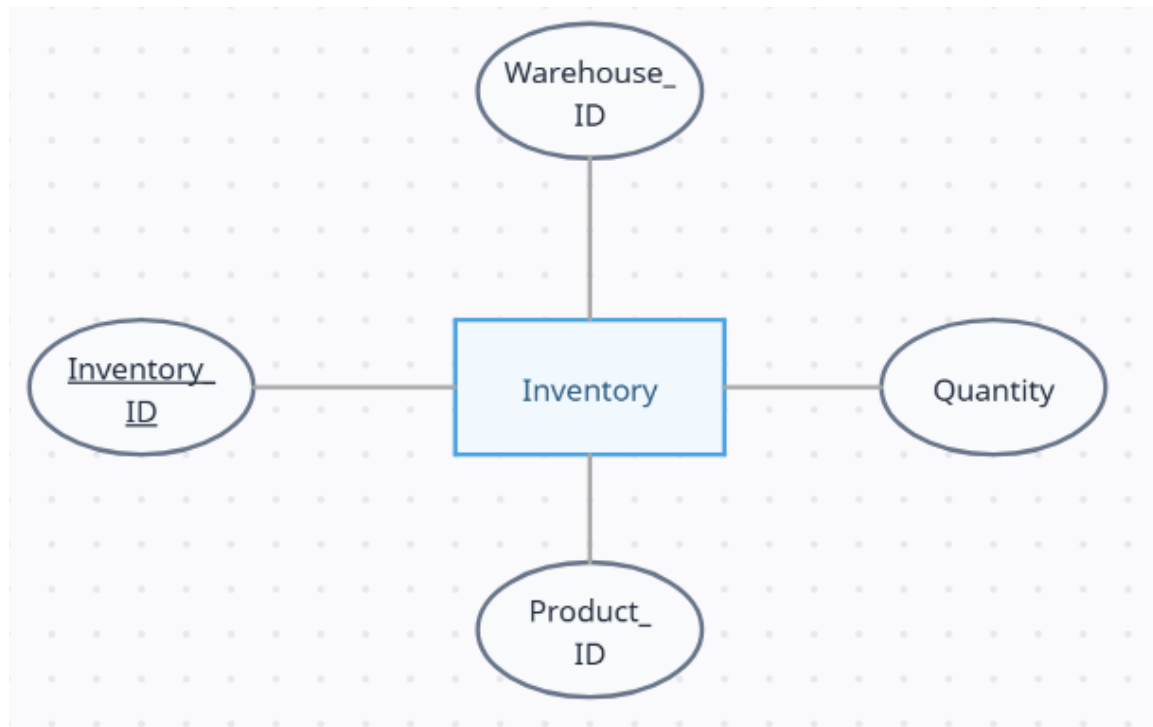 Warehouse_
ID
Inventory_
ID
Inventory
Quantity
Product_
ID